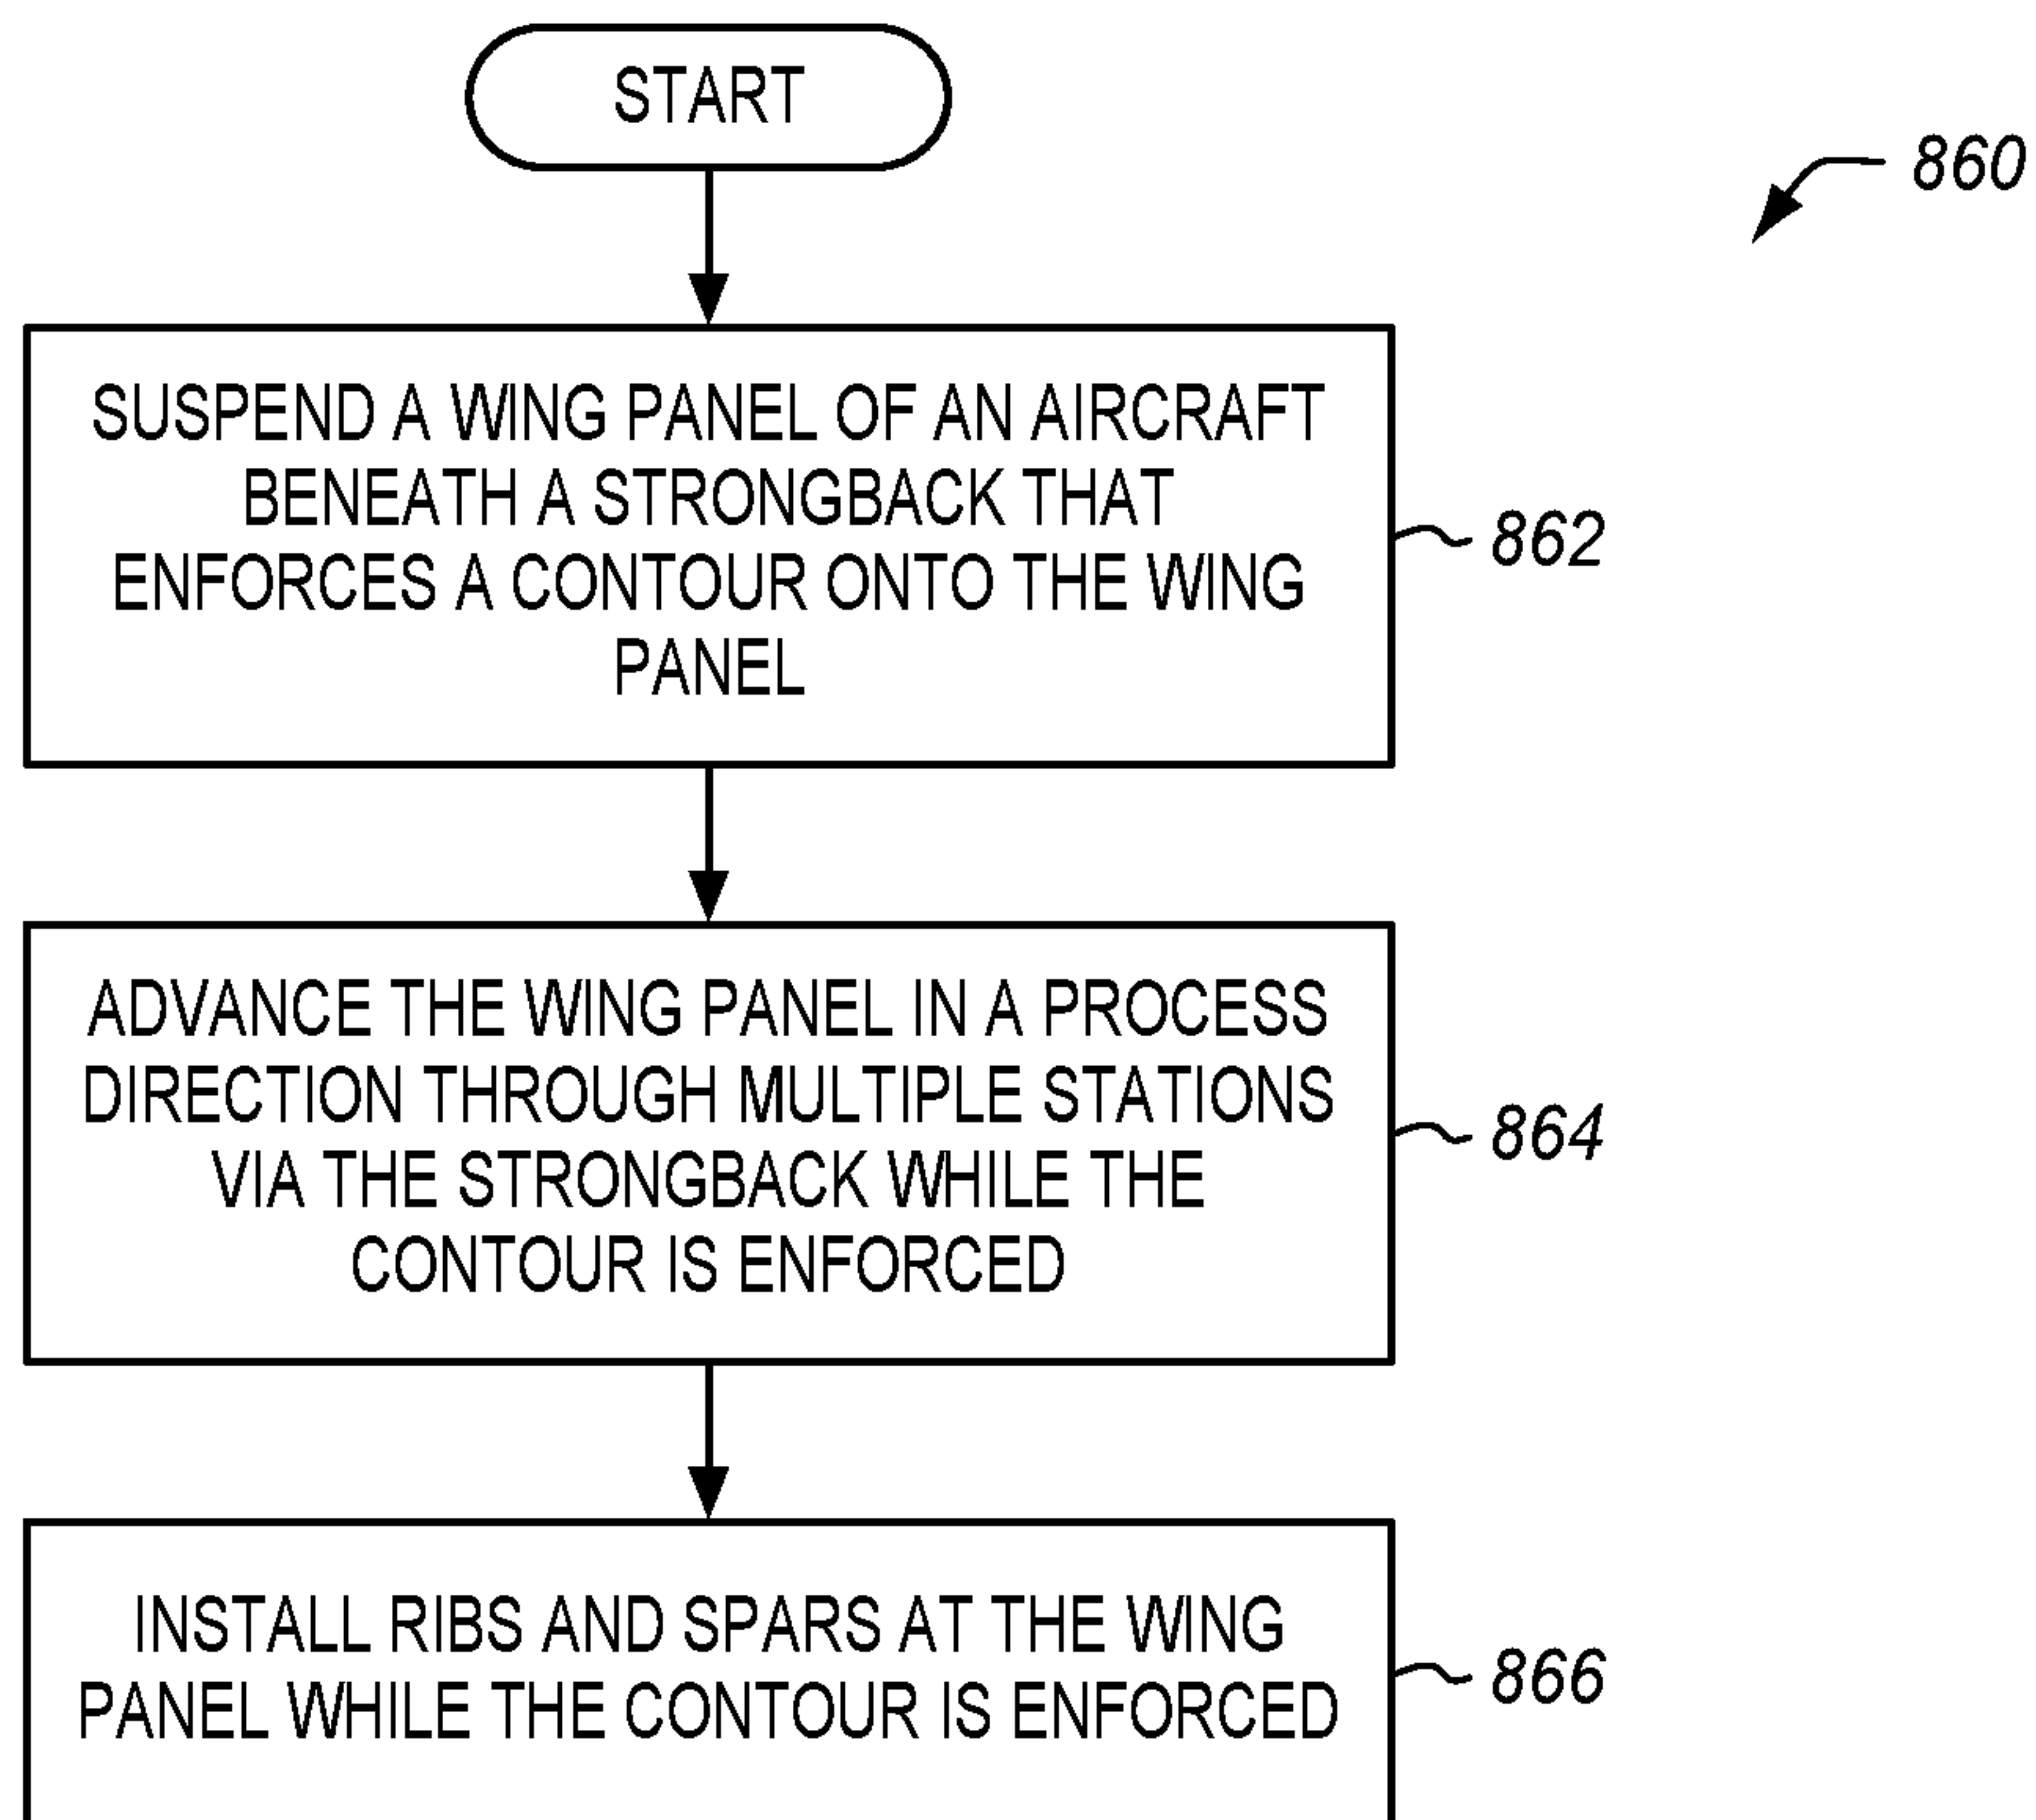 START
860
SUSPEND A WING PANEL OF AN AIRCRAFT
BENEATH A STRONGBACK THAT
ENFORCES A CONTOUR ONTO THE WING
PANEL
862
ADVANCE THE WING PANEL IN A PROCESS
DIRECTION THROUGH MULTIPLE STATIONS
VIA THE STRONGBACK WHILE THE
CONTOUR IS ENFORCED
864
INSTALL RIBS AND SPARS AT THE WING
PANEL WHILE THE CONTOUR IS ENFORCED
866